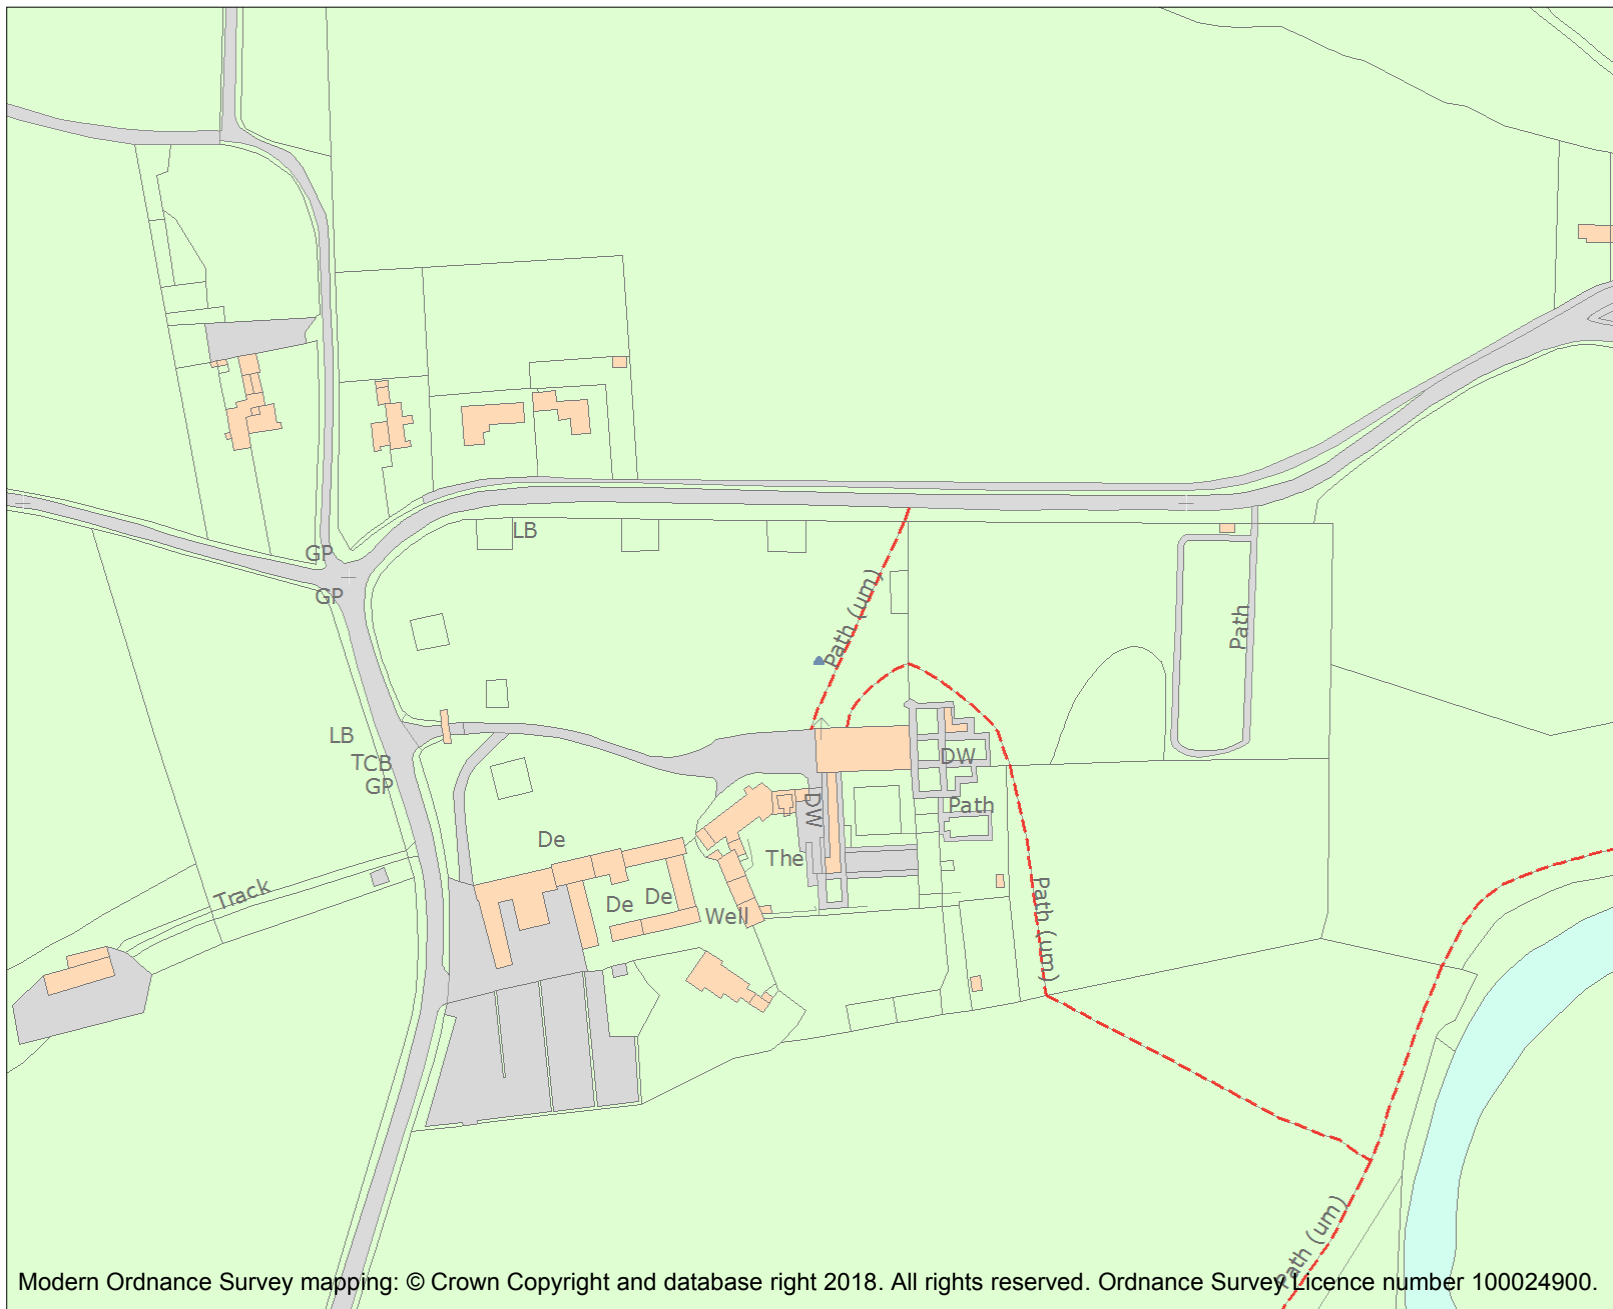 LB
GP
GP
Path (um)
Path
LB
TCB
GP
DW
DW
Path
De
The
Track
De
De
Well
Path (um)
Path (um)
Modern Ordnance Survey mapping: © Crown Copyright and database right 2018. All rights reserved. Ordnance Survey Licence number 100024900.